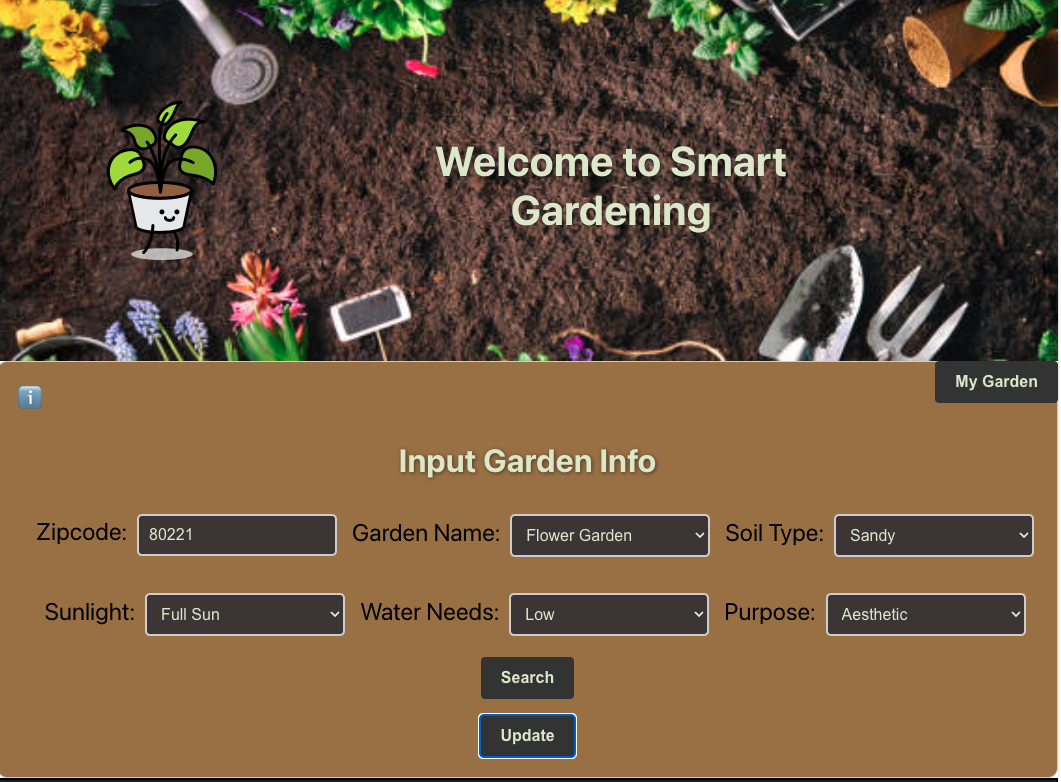 Welcome to Smart
Gardening
i
My Garden
Input Garden Info
Zipcode: 80221 Garden Name: Flower Garden Soil Type: Sandy
Sunlight: Full Sun Water Needs: Low Purpose: Aesthetic
Search
Update